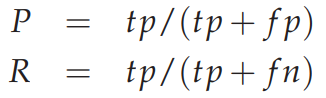 P = tp/(tp + fp)
R = tp/(tp + fn)